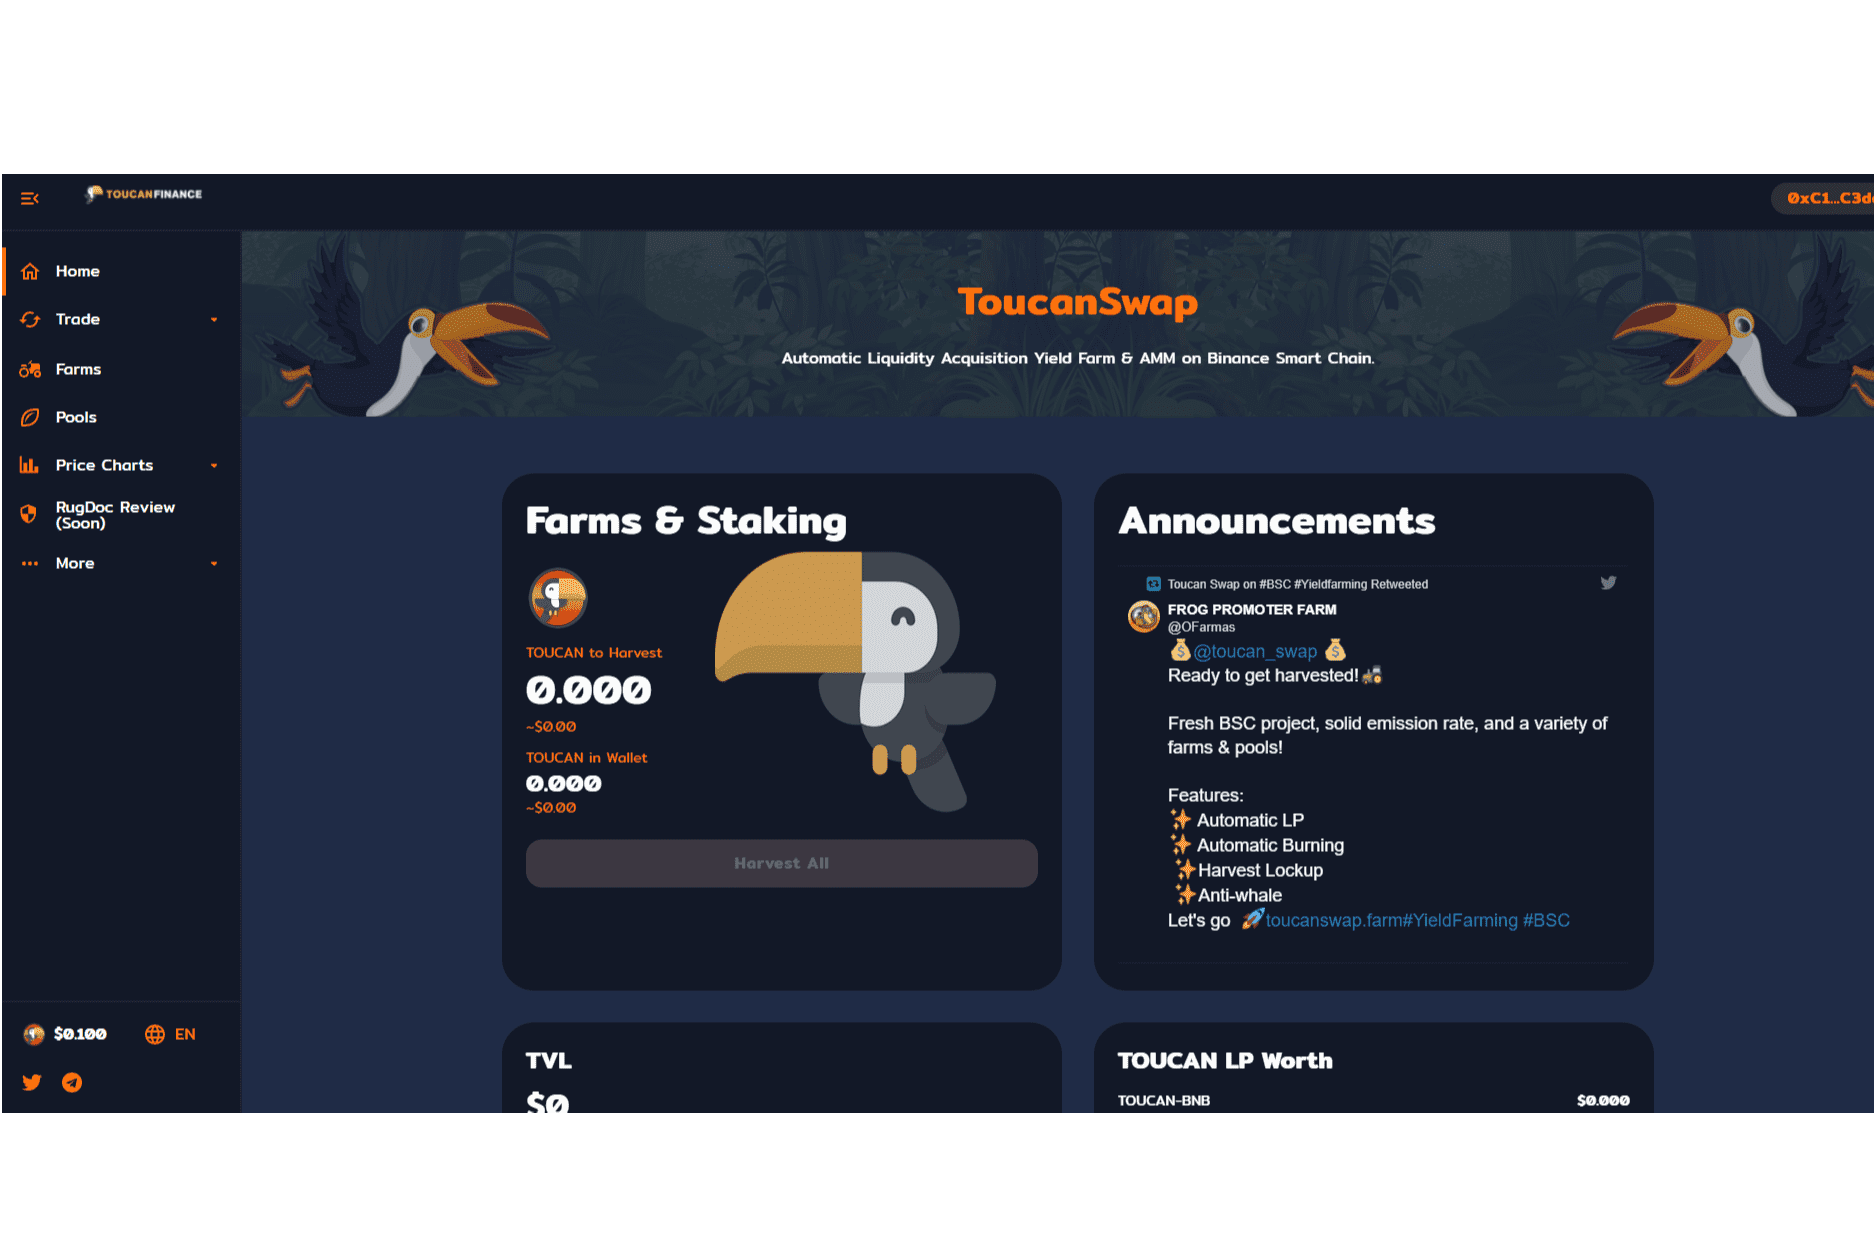 TOUCANFINANCE
0xC1...C3d
Home
Trade
Farms
Pools
Price Charts
RugDoc Review
(Soon)
More
$0.100
EN
ToucanSwap
Automatic Liquidity Acquisition Yield Farm & AMM on Binance Smart Chain.
Farms & Staking
TOUCAN to Harvest
0.000
~$0.00
TOUCAN in Wallet
0.000
~$0.00
Harvest All
Announcements
Toucan Swap on #BSC #Yieldfarming Retweeted
FROG PROMOTER FARM
@OFarmas
💰@toucan_swap 💰
Ready to get harvested!🚜
Fresh BSC project, solid emission rate, and a variety of
farms & pools!
Features:
✨ Automatic LP
✨ Automatic Burning
✨Harvest Lockup
✨Anti-whale
Let's go 🚀toucanswap.farm#YieldFarming #BSC
TVL
$0
TOUCAN LP Worth
TOUCAN-BNB
$0.000